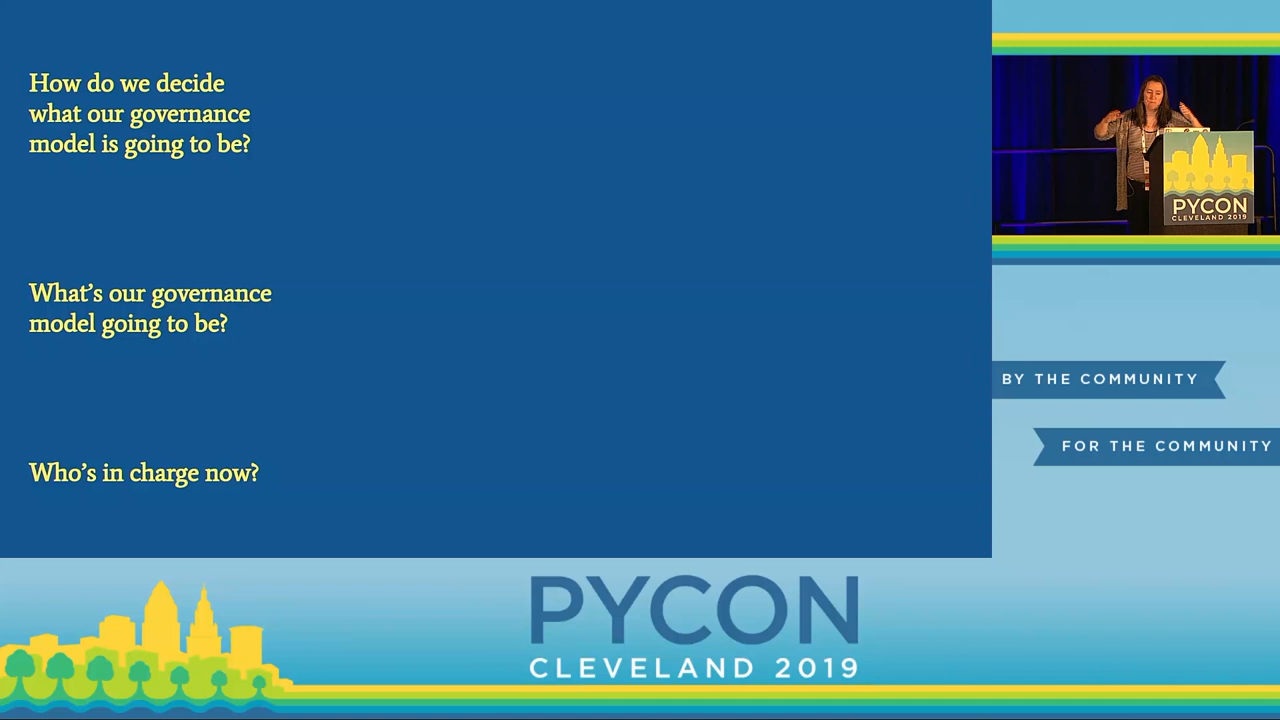 How do we decide
what our governance
model is going to be?
What's our governance
model going to be?
Who's in charge now?
PYCON
CLEVELAND 2019
BY THE COMMUNITY
FOR THE COMMUNITY
PYCON
CLEVELAND 2019